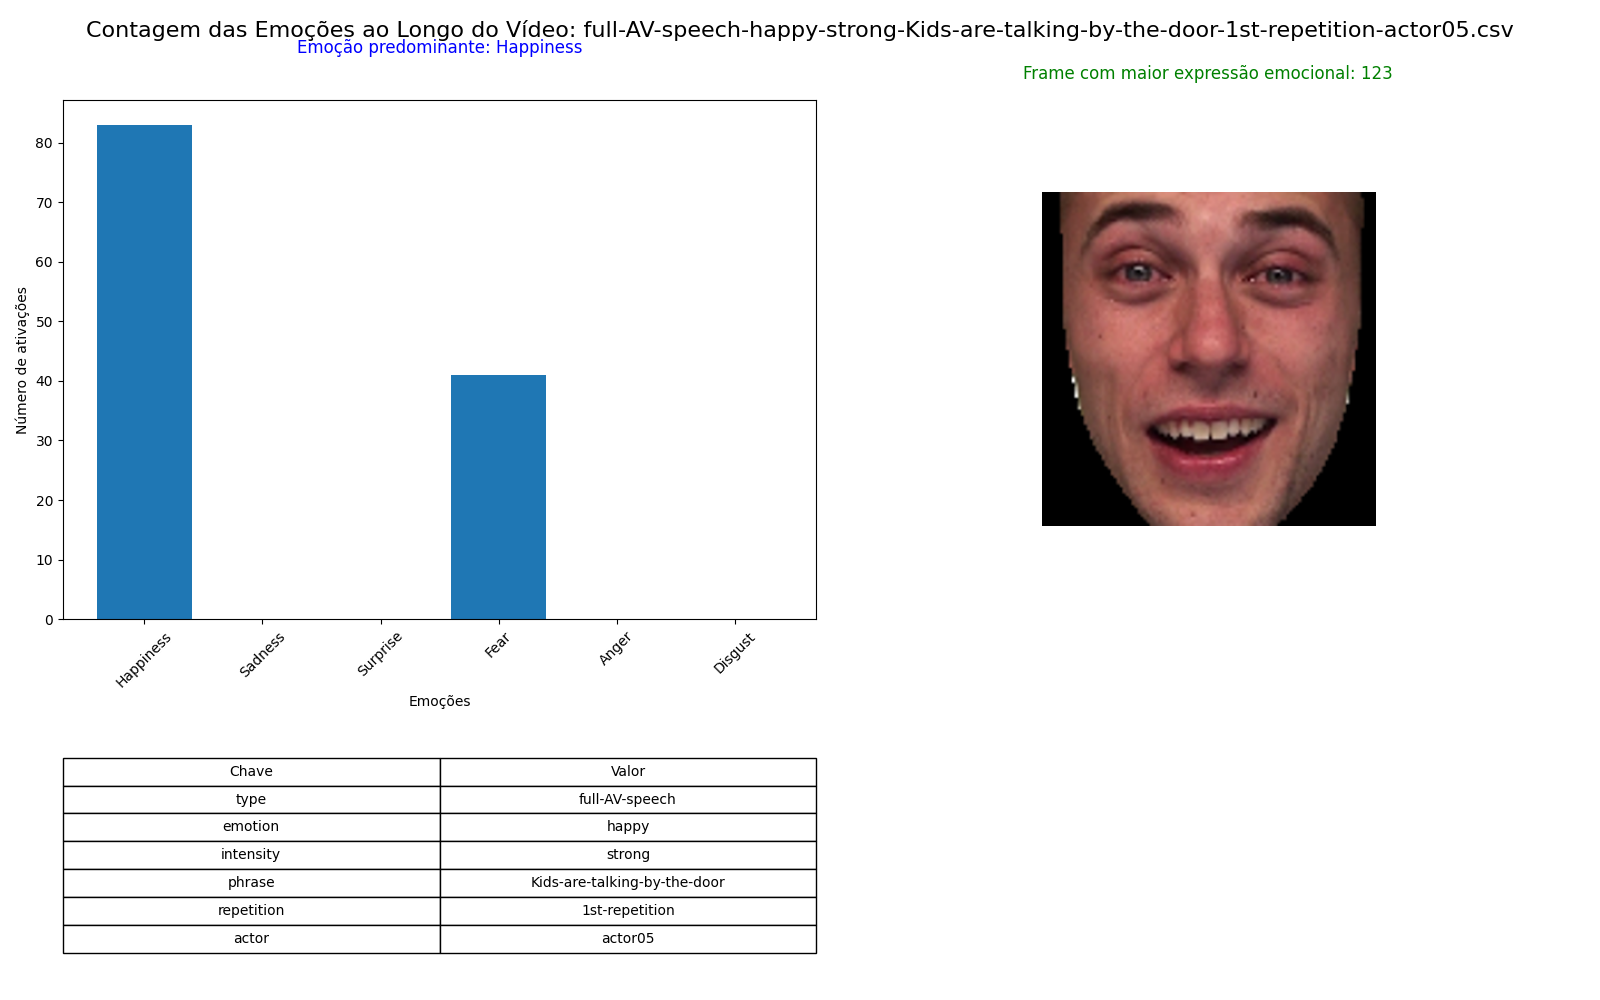 Contagem das Emoções ao Longo do Vídeo: full-AV-speech-happy-strong-Kids-are-talking-by-the-door-1st-repetition-actor05.csv
Emoção predominante: Happiness
Frame com maior expressão emocional: 123
Número de ativações
80
70
60
50
40
30
20
10
0
Happiness
Sadness
Surprise
Fear
Anger
Disgust
Emoções
Chave Valor
type full-AV-speech
emotion happy
intensity strong
phrase Kids-are-talking-by-the-door
repetition 1st-repetition
actor actor05